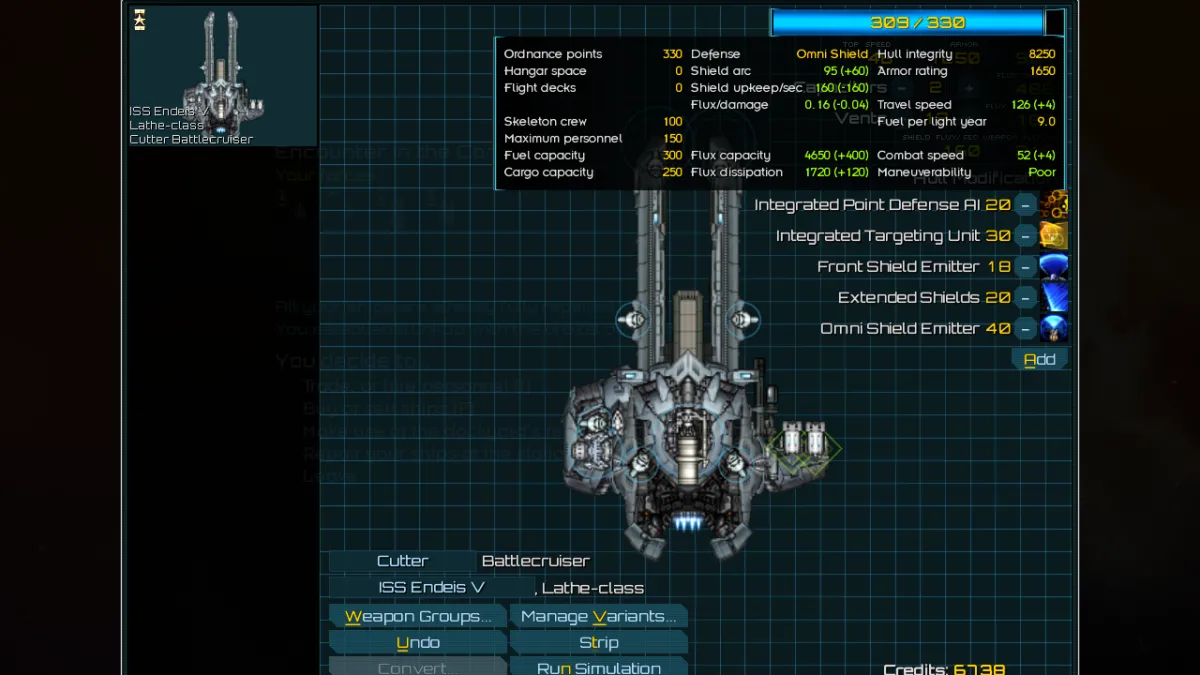 309 / 330
ISS Endeis V
Lathe-class
Cutter Battlecruiser
Ordnance points 330 Defense Omni Shield Hull integrity 8250
Hangar space 0 Shield arc 95 (+60) Armor rating 1650
Flight decks 0 Shield upkeep/sec 160 (-160)
Flux/damage 0.16 (-0.04) Travel speed 126 (+4)
Skeleton crew 100 Fuel per light year 9.0
Maximum personnel 150
Fuel capacity 300 Flux capacity 4650 (+400) Combat speed 52 (+4)
Cargo capacity 250 Flux dissipation 1720 (+120) Maneuverability Poor
Integrated Point Defense AI 20 -
Integrated Targeting Unit 30 -
Front Shield Emitter 18 -
Extended Shields 20 -
Omni Shield Emitter 40 -
Add
You decide to
Leave
Cutter Battlecruiser
ISS Endeis V , Lathe-class
Weapon Groups... Manage Variants...
Undo Strip
Convert... Run Simulation
Credits: 6738